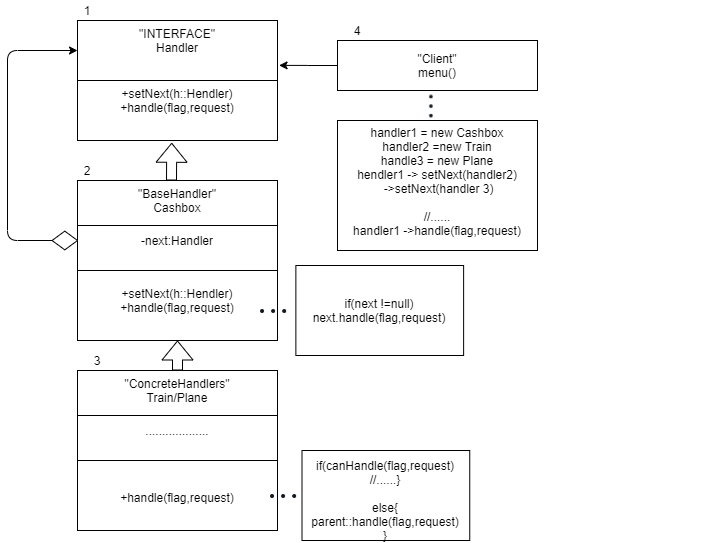 1
"INTERFACE"
Handler
+setNext(h::Hendler)
+handle(flag,request)
4
"Client"
menu()
handler1 = new Cashbox
handler2 =new Train
handle3 = new Plane
hendler1 -> setNext(handler2)
->setNext(handler 3)
//......
handler1 ->handle(flag,request)
2
"BaseHandler"
Cashbox
-next:Handler
+setNext(h::Hendler)
+handle(flag,request)
if(next !=null)
next.handle(flag,request)
3
"ConcreteHandlers"
Train/Plane
...................
+handle(flag,request)
if(canHandle(flag,request)
//......}
else{
parent::handle(flag,request)
}